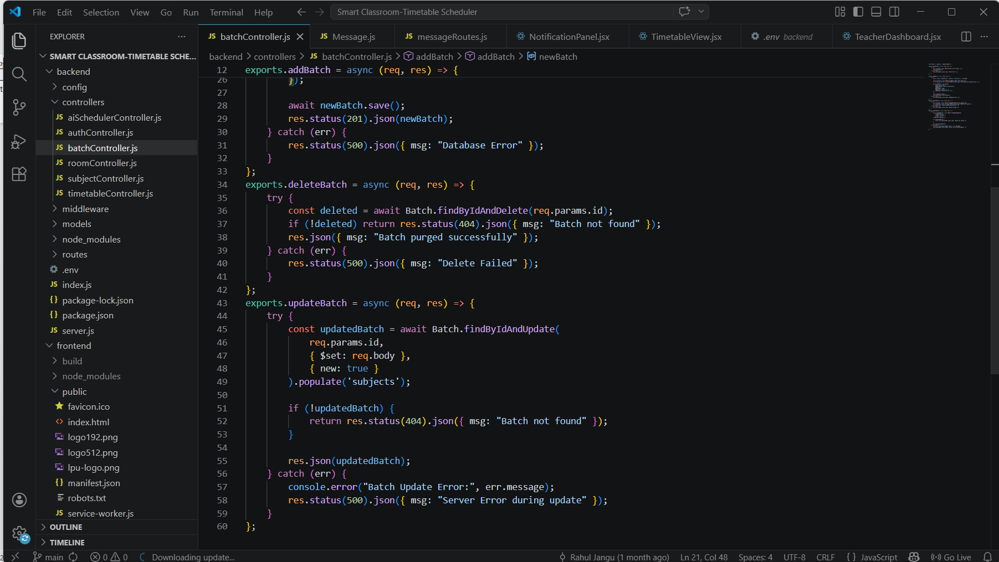 File Edit Selection View Go Run Terminal Help
Smart Classroom-Timetable Scheduler
EXPLORER
SMART CLASSROOM-TIMETABLE SCHE...
backend
config
controllers
JS aiSchedulerController.js
JS authController.js
JS batchController.js
JS roomController.js
JS subjectController.js
JS timetableController.js
middleware
models
node_modules
routes
.env
JS index.js
{} package-lock.json
{} package.json
JS server.js
frontend
build
node_modules
public
favicon.ico
<> index.html
logo192.png
logo512.png
lpu-logo.png
{} manifest.json
robots.txt
JS service-worker.js
OUTLINE
TIMELINE
JS batchController.js
JS Message.js
JS messageRoutes.js
NotificationPanel.jsx
TimetableView.jsx
.env backend
TeacherDashboard.jsx
backend > controllers > JS batchController.js > addBatch > addBatch > newBatch
12 exports.addBatch = async (req, res) => {
26 });
27
28 await newBatch.save();
29 res.status(201).json(newBatch);
30 } catch (err) {
31 res.status(500).json({ msg: "Database Error" });
32 }
33 };
34 exports.deleteBatch = async (req, res) => {
35 try {
36 const deleted = await Batch.findByIdAndDelete(req.params.id);
37 if (!deleted) return res.status(404).json({ msg: "Batch not found" });
38 res.json({ msg: "Batch purged successfully" });
39 } catch (err) {
40 res.status(500).json({ msg: "Delete Failed" });
41 }
42 };
43 exports.updateBatch = async (req, res) => {
44 try {
45 const updatedBatch = await Batch.findByIdAndUpdate(
46 req.params.id,
47 { $set: req.body },
48 { new: true }
49 ).populate('subjects');
50
51 if (!updatedBatch) {
52 return res.status(404).json({ msg: "Batch not found" });
53 }
54
55 res.json(updatedBatch);
56 } catch (err) {
57 console.error("Batch Update Error:", err.message);
58 res.status(500).json({ msg: "Server Error during update" });
59 }
60 };
main 0 0 Downloading update...
Rahul Jangu (1 month ago) Ln 21, Col 48 Spaces: 4 UTF-8 CRLF {} JavaScript Go Live